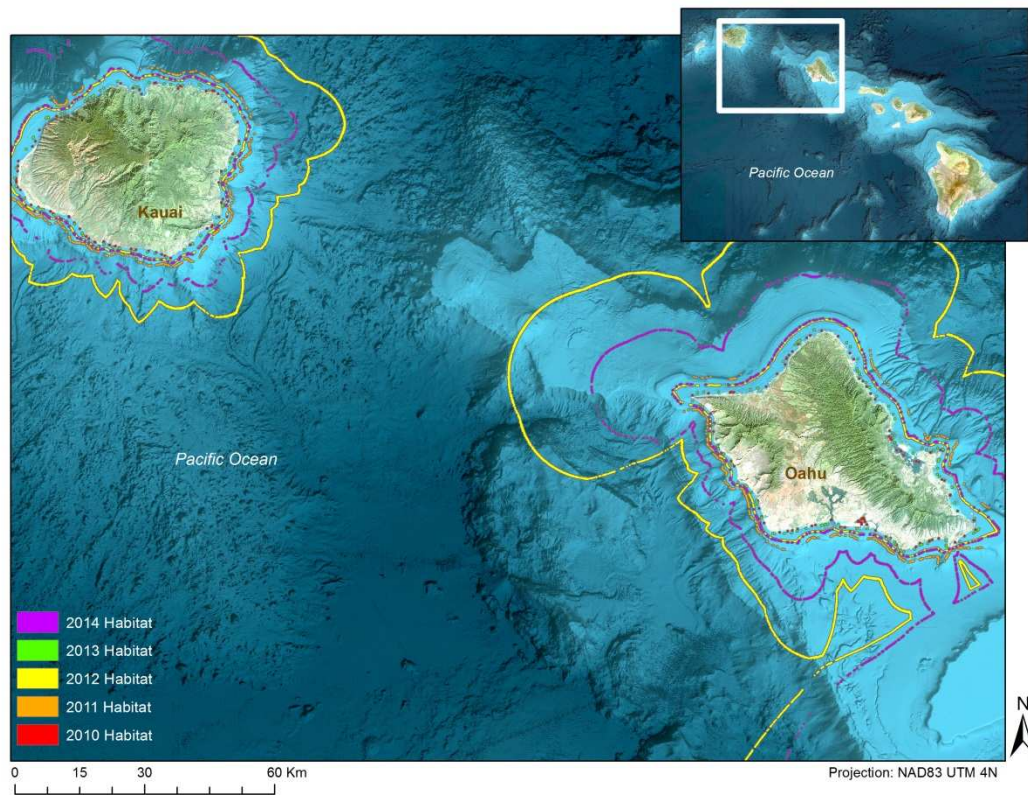 Pacific Ocean
Kauai
Pacific Ocean
Oahu
2014 Habitat
2013 Habitat
2012 Habitat
2011 Habitat
2010 Habitat
N
0 15 30 60 Km
Projection: NAD83 UTM 4N